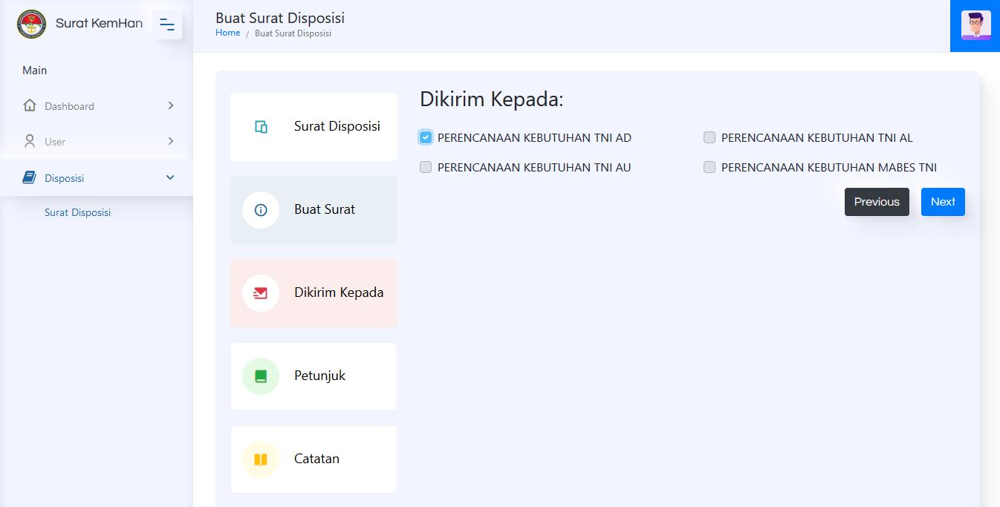 Surat KemHan
Main
Dashboard
User
Disposisi
Surat Disposisi
Buat Surat Disposisi
Home / Buat Surat Disposisi
Surat Disposisi
Buat Surat
Dikirim Kepada
Petunjuk
Catatan
Dikirim Kepada:
PERENCANAAN KEBUTUHAN TNI AD
PERENCANAAN KEBUTUHAN TNI AL
PERENCANAAN KEBUTUHAN TNI AU
PERENCANAAN KEBUTUHAN MABES TNI
Previous
Next